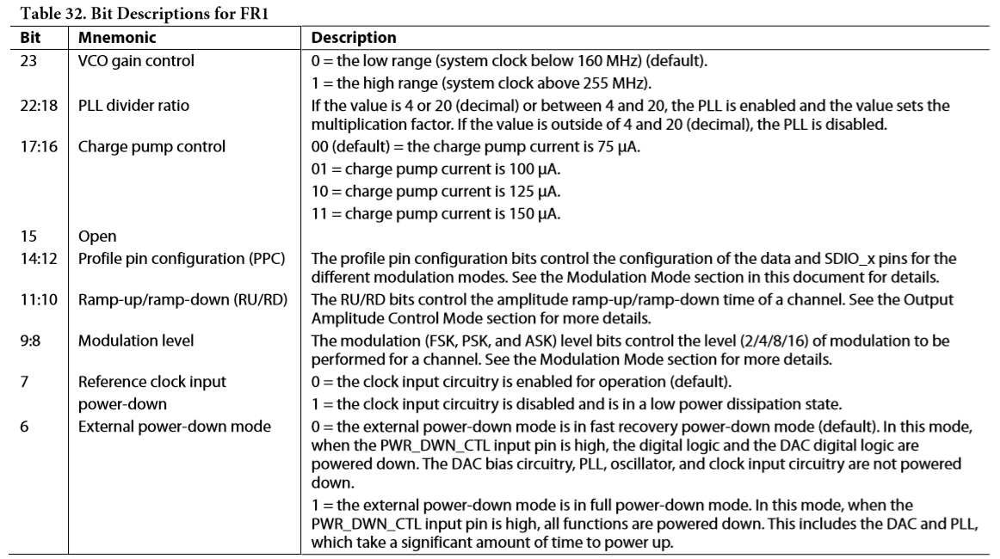 Table 32. Bit Descriptions for FR1
Bit Mnemonic Description
23 VCO gain control 0 = the low range (system clock below 160 MHz) (default).
1 = the high range (system clock above 255 MHz).
22:18 PLL divider ratio If the value is 4 or 20 (decimal) or between 4 and 20, the PLL is enabled and the value sets the
multiplication factor. If the value is outside of 4 and 20 (decimal), the PLL is disabled.
17:16 Charge pump control 00 (default) = the charge pump current is 75 μA.
01 = charge pump current is 100 μA.
10 = charge pump current is 125 μA.
11 = charge pump current is 150 μA.
15 Open
14:12 Profile pin configuration (PPC) The profile pin configuration bits control the configuration of the data and SDIO_x pins for the
different modulation modes. See the Modulation Mode section in this document for details.
11:10 Ramp-up/ramp-down (RU/RD) The RU/RD bits control the amplitude ramp-up/ramp-down time of a channel. See the Output
Amplitude Control Mode section for more details.
9:8 Modulation level The modulation (FSK, PSK, and ASK) level bits control the level (2/4/8/16) of modulation to be
performed for a channel. See the Modulation Mode section for more details.
7 Reference clock input 0 = the clock input circuitry is enabled for operation (default).
power-down 1 = the clock input circuitry is disabled and is in a low power dissipation state.
6 External power-down mode 0 = the external power-down mode is in fast recovery power-down mode (default). In this mode,
when the PWR_DWN_CTL input pin is high, the digital logic and the DAC digital logic are
powered down. The DAC bias circuitry, PLL, oscillator, and clock input circuitry are not powered
down.
1 = the external power-down mode is in full power-down mode. In this mode, when the
PWR_DWN_CTL input pin is high, all functions are powered down. This includes the DAC and PLL,
which take a significant amount of time to power up.